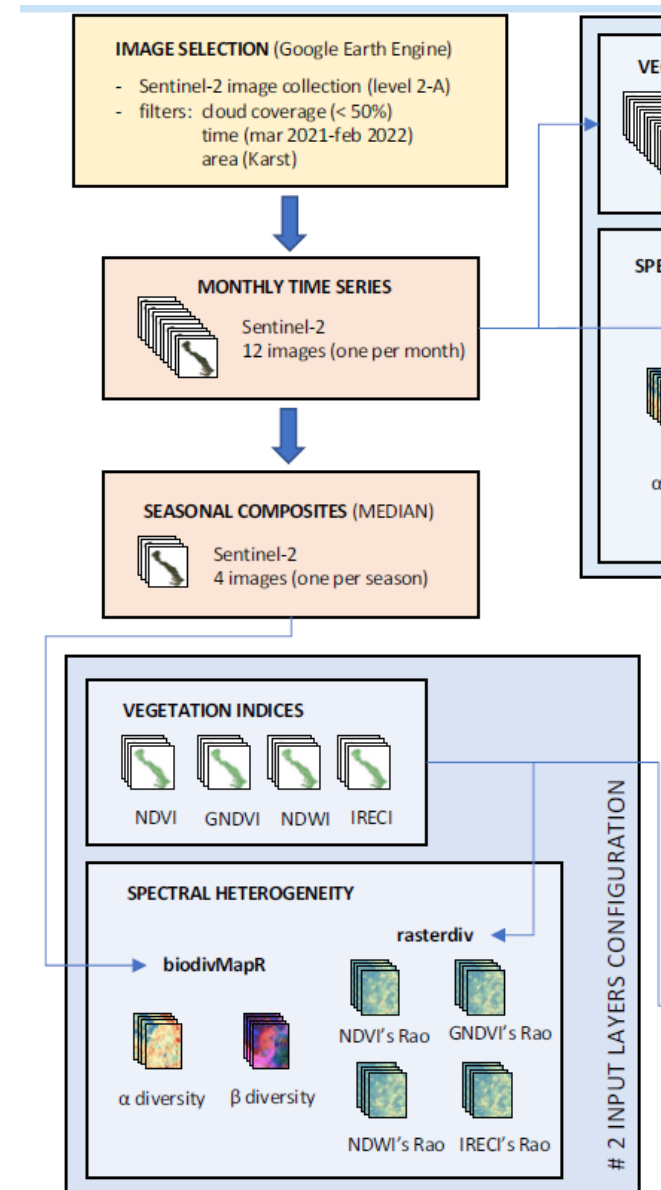 IMAGE SELECTION (Google Earth Engine)
- Sentinel-2 image collection (level 2-A)
- filters: cloud coverage (< 50%)
time (mar 2021-feb 2022)
area (Karst)
MONTHLY TIME SERIES
Sentinel-2
12 images (one per month)
SEASONAL COMPOSITES (MEDIAN)
Sentinel-2
4 images (one per season)
VEGETATION INDICES
NDVI GNDVI NDWI IRECI
SPECTRAL HETEROGENEITY
biodivMapR
α diversity β diversity
rasterdiv
NDVI's Rao GNDVI's Rao
NDWI's Rao IRECI's Rao
# 2 INPUT LAYERS CONFIGURATION
VE
SPE
α